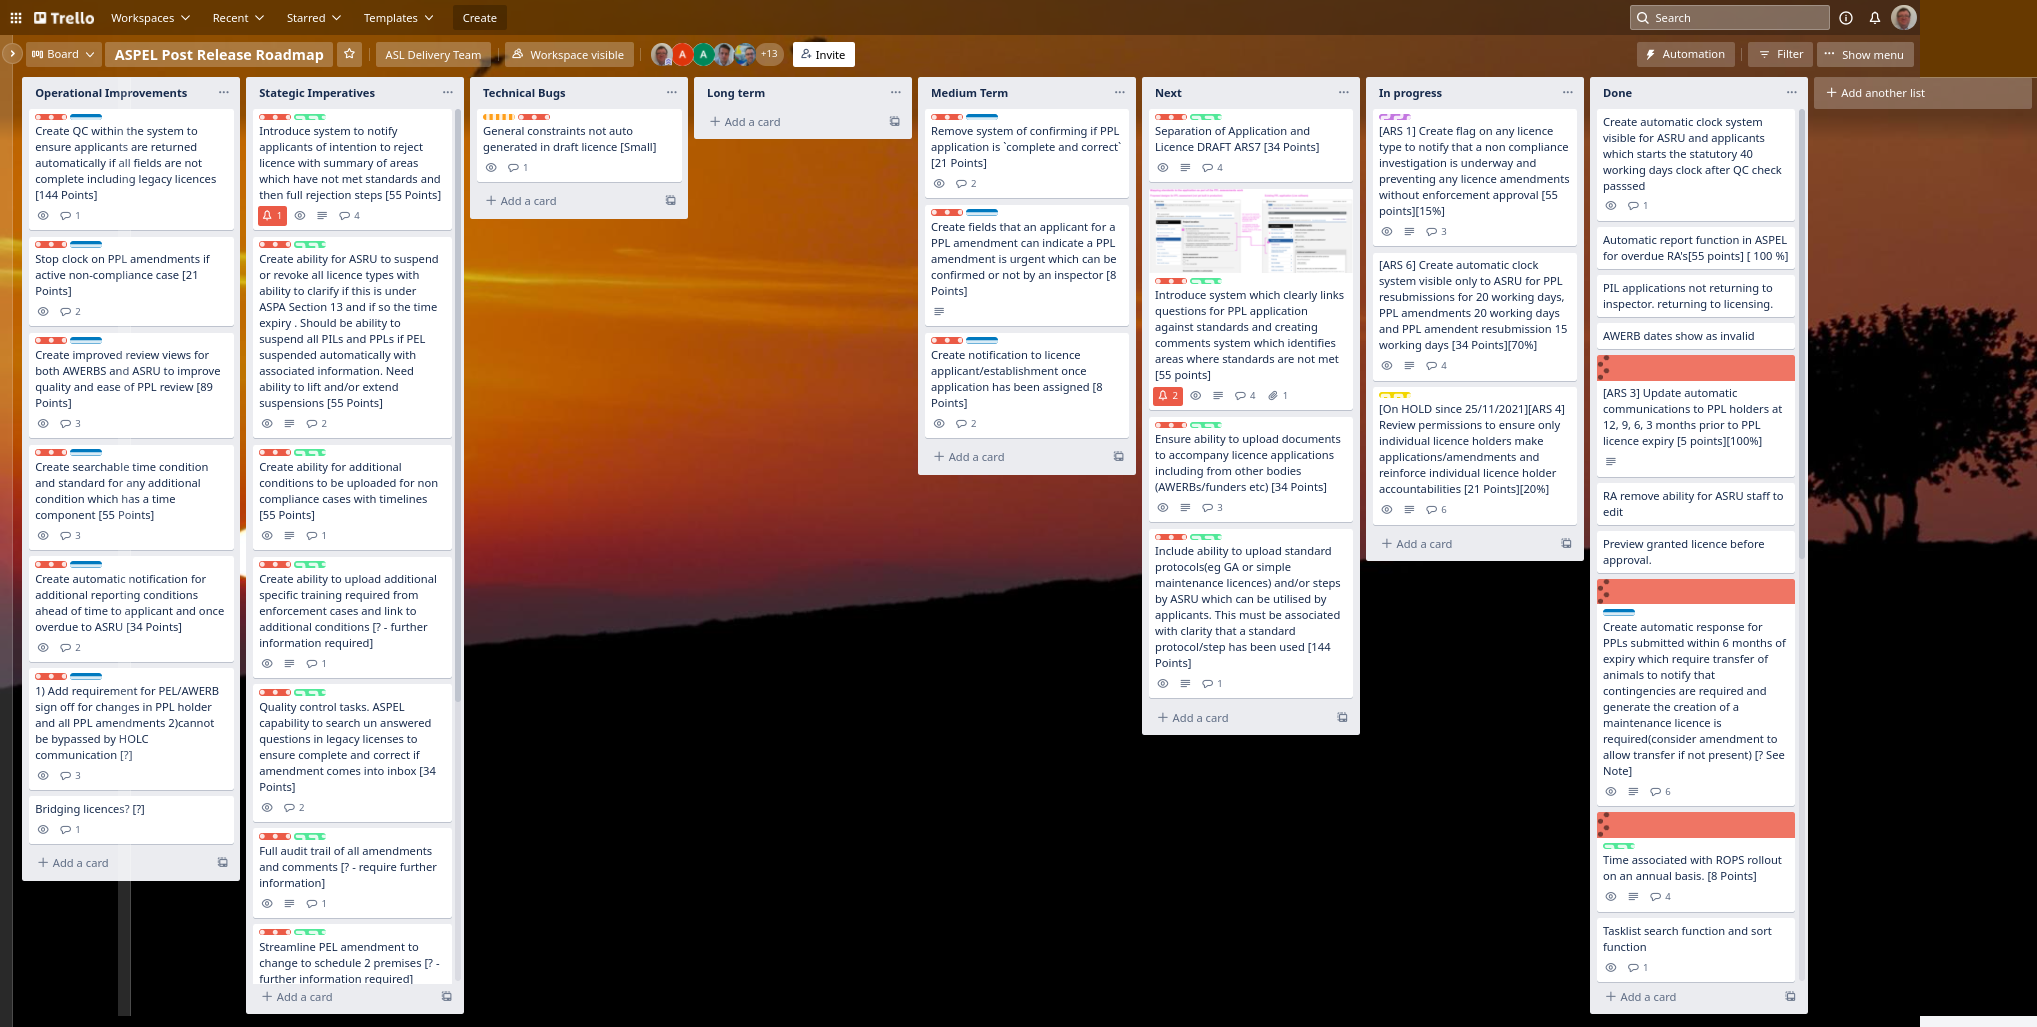 Trello
Workspaces
Recent
Starred
Templates
Create
Search
Board
ASPEL Post Release Roadmap
ASL Delivery Team
Workspace visible
A
A
+13
Invite
Automation
Filter
Show menu
Operational Improvements
Create QC within the system to
ensure applicants are returned
automatically if all fields are not
complete including legacy licences
[144 Points]
1
Stop clock on PPL amendments if
active non-compliance case [21
Points]
2
Create improved review views for
both AWERBS and ASRU to improve
quality and ease of PPL review [89
Points]
3
Create searchable time condition
and standard for any additional
condition which has a time
component [55 Points]
3
Create automatic notification for
additional reporting conditions
ahead of time to applicant and once
overdue to ASRU [34 Points]
2
1) Add requirement for PEL/AWERB
sign off for changes in PPL holder
and all PPL amendments 2)cannot
be bypassed by HOLC
communication [?]
3
Bridging licences? [?]
1
Add a card
Stategic Imperatives
Introduce system to notify
applicants of intention to reject
licence with summary of areas
which have not met standards and
then full rejection steps [55 Points]
1
4
Create ability for ASRU to suspend
or revoke all licence types with
ability to clarify if this is under
ASPA Section 13 and if so the time
expiry . Should be ability to
suspend all PILs and PPLs if PEL
suspended automatically with
associated information. Need
ability to lift and/or extend
suspensions [55 Points]
2
Create ability for additional
conditions to be uploaded for non
compliance cases with timelines
[55 Points]
1
Create ability to upload additional
specific training required from
enforcement cases and link to
additional conditions [? - further
information required]
1
Quality control tasks. ASPEL
capability to search un answered
questions in legacy licenses to
ensure complete and correct if
amendment comes into inbox [34
Points]
2
Full audit trail of all amendments
and comments [? - require further
information]
1
Streamline PEL amendment to
change to schedule 2 premises [? -
further information required]
Add a card
Technical Bugs
General constraints not auto
generated in draft licence [Small]
1
Add a card
Long term
Add a card
Medium Term
Remove system of confirming if PPL
application is `complete and correct`
[21 Points]
2
Create fields that an applicant for a
PPL amendment can indicate a PPL
amendment is urgent which can be
confirmed or not by an inspector [8
Points]
Create notification to licence
applicant/establishment once
application has been assigned [8
Points]
2
Add a card
Next
Separation of Application and
Licence DRAFT ARS7 [34 Points]
4
Introduce system which clearly links
questions for PPL application
against standards and creating
comments system which identifies
areas where standards are not met
[55 points]
2
4
1
Ensure ability to upload documents
to accompany licence applications
including from other bodies
(AWERBs/funders etc) [34 Points]
3
Include ability to upload standard
protocols(eg GA or simple
maintenance licences) and/or steps
by ASRU which can be utilised by
applicants. This must be associated
with clarity that a standard
protocol/step has been used [144
Points]
1
Add a card
In progress
[ARS 1] Create flag on any licence
type to notify that a non compliance
investigation is underway and
preventing any licence amendments
without enforcement approval [55
points][15%]
3
[ARS 6] Create automatic clock
system visible only to ASRU for PPL
resubmissions for 20 working days,
PPL amendments 20 working days
and PPL amendent resubmission 15
working days [34 Points][70%]
4
[On HOLD since 25/11/2021][ARS 4]
Review permissions to ensure only
individual licence holders make
applications/amendments and
reinforce individual licence holder
accountabilities [21 Points][20%]
6
Add a card
Done
Create automatic clock system
visible for ASRU and applicants
which starts the statutory 40
working days clock after QC check
passsed
1
Automatic report function in ASPEL
for overdue RA's[55 points] [ 100 %]
PIL applications not returning to
inspector. returning to licensing.
AWERB dates show as invalid
[ARS 3] Update automatic
communications to PPL holders at
12, 9, 6, 3 months prior to PPL
licence expiry [5 points][100%]
RA remove ability for ASRU staff to
edit
Preview granted licence before
approval.
Create automatic response for
PPLs submitted within 6 months of
expiry which require transfer of
animals to notify that
contingencies are required and
generate the creation of a
maintenance licence is
required(consider amendment to
allow transfer if not present) [? See
Note]
6
Time associated with ROPS rollout
on an annual basis. [8 Points]
4
Tasklist search function and sort
function
1
Add a card
Add another list